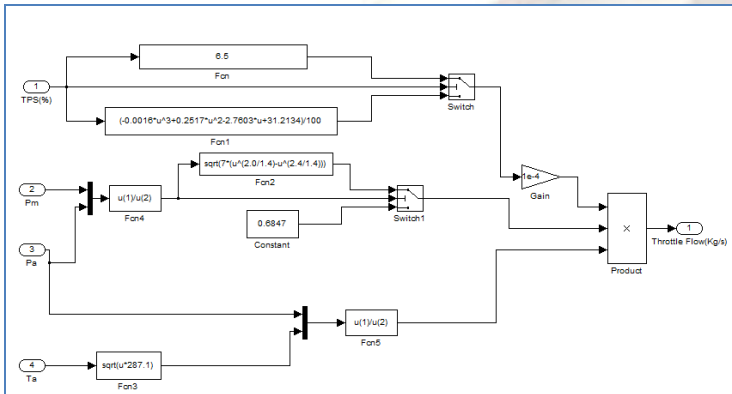 6.5
Fcn
1
TPS(%)
Switch
(-0.0016*u^3+0.2517*u^2-2.7603*u+31.2134)/100
Fcn1
sqrt(7*(u^(2.0/1.4)-u^(2.4/1.4)))
Fcn2
1e-4
Gain
2
Pm
u(1)/u(2)
Fcn4
Switch1
0.6847
Constant
×
Product
1
Throttle Flow(Kg/s)
3
Pa
u(1)/u(2)
Fcn5
4
Ta
sqrt(u*287.1)
Fcn3